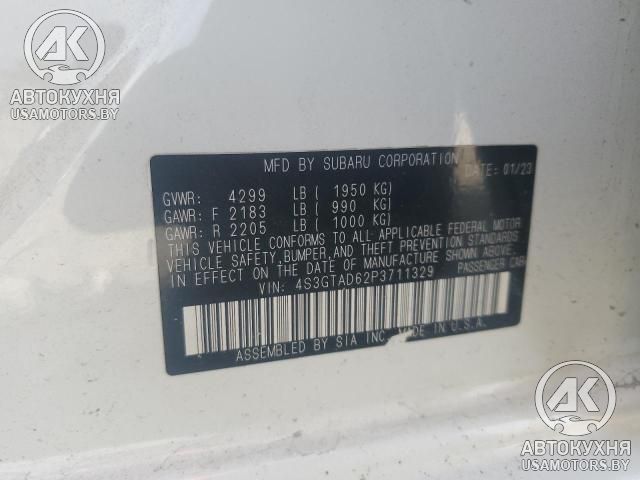 АК
АВТОКУХНЯ
USAMOTORS.BY
MFD BY SUBARU CORPORATION DATE: 01/23
GVWR: 4299 LB ( 1950 KG)
GAWR: F 2183 LB ( 990 KG)
GAWR: R 2205 LB ( 1000 KG)
THIS VEHICLE CONFORMS TO ALL APPLICABLE FEDERAL MOTOR
VEHICLE SAFETY, BUMPER, AND THEFT PREVENTION STANDARDS
IN EFFECT ON THE DATE OF MANUFACTURE SHOWN ABOVE.
VIN: 4S3GTAD62P3711329 PASSENGER CAR
ASSEMBLED BY SIA INC. MADE IN U.S.A.
АК
АВТОКУХНЯ
USAMOTORS.BY